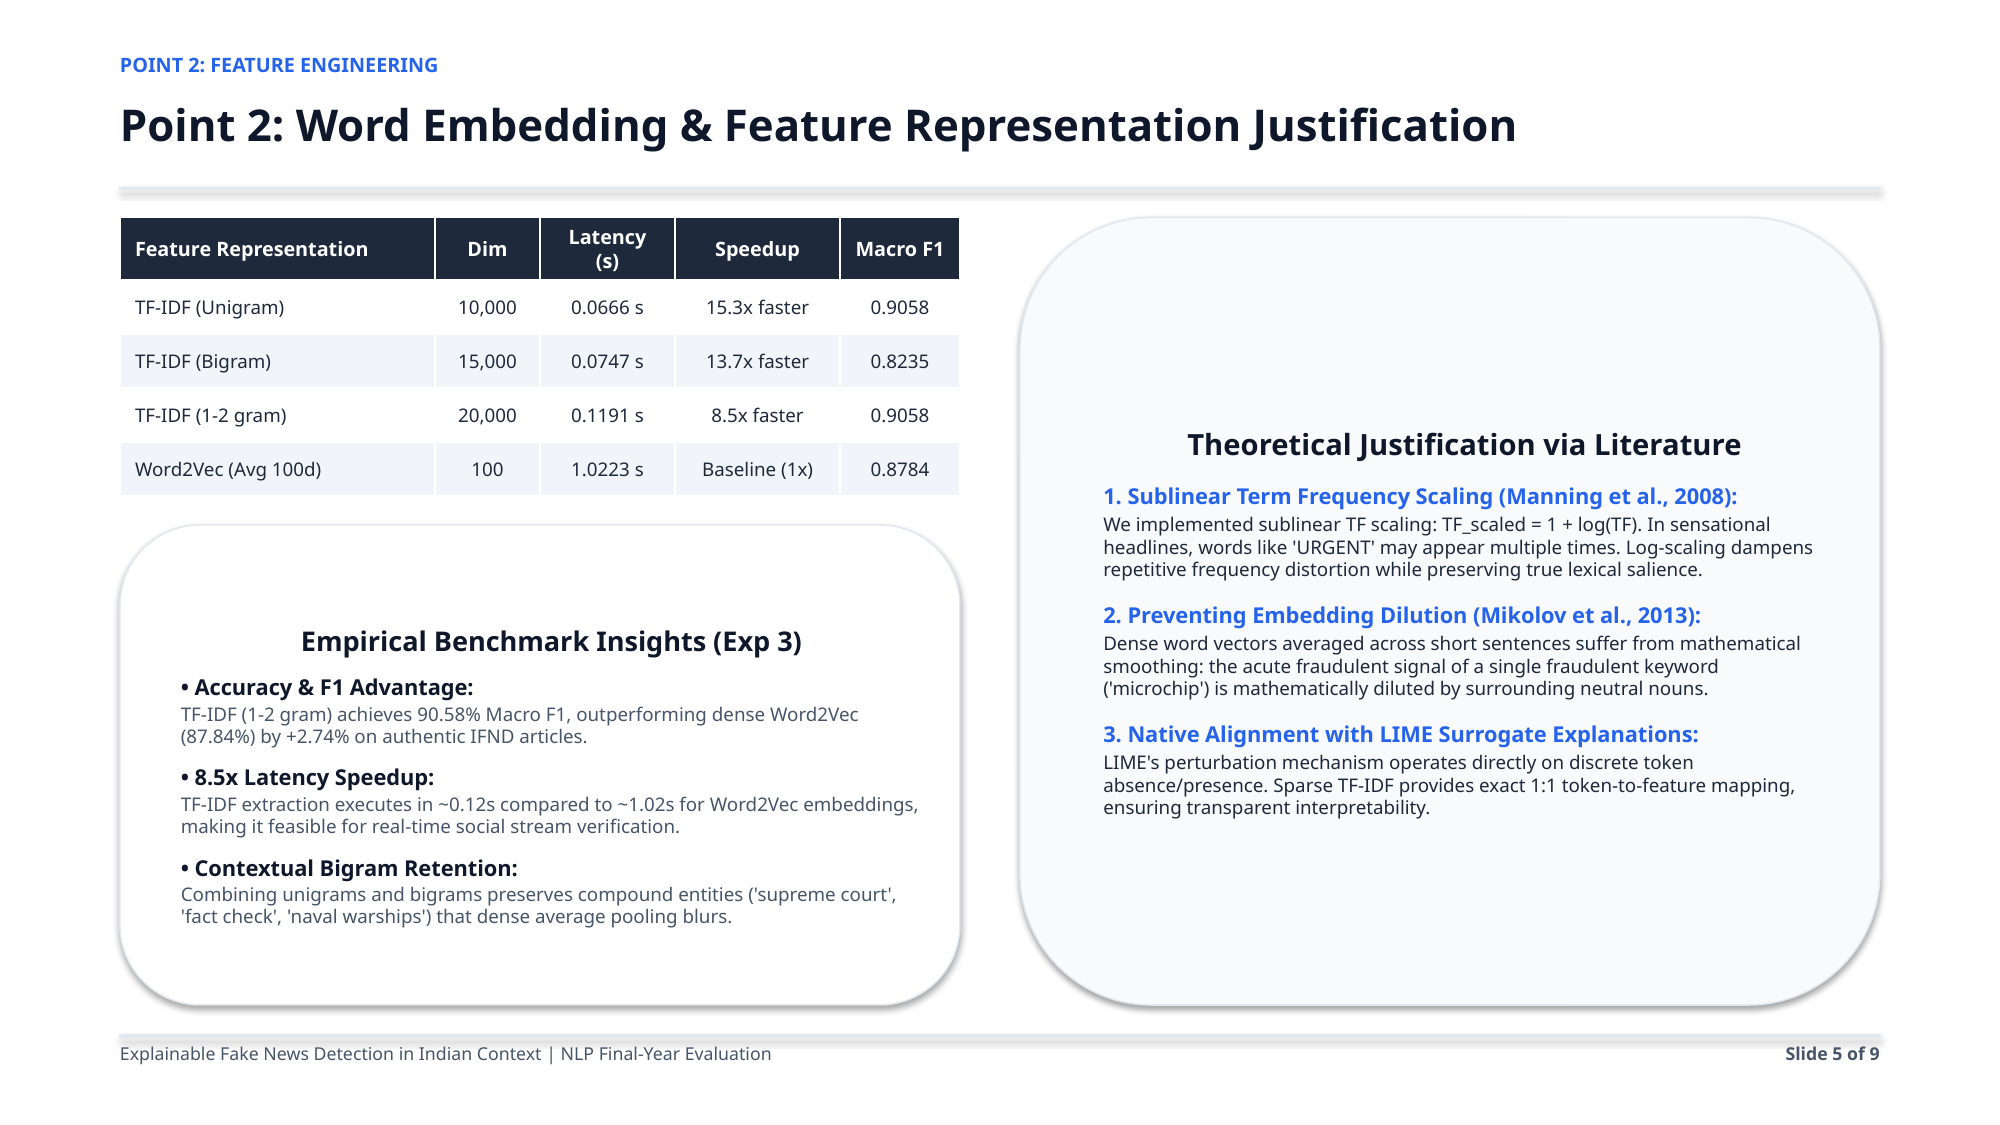 POINT 2: FEATURE ENGINEERING
Point 2: Word Embedding & Feature Representation Justification
Feature Representation Dim Latency (s) Speedup Macro F1
TF-IDF (Unigram) 10,000 0.0666 s 15.3x faster 0.9058
TF-IDF (Bigram) 15,000 0.0747 s 13.7x faster 0.8235
TF-IDF (1-2 gram) 20,000 0.1191 s 8.5x faster 0.9058
Word2Vec (Avg 100d) 100 1.0223 s Baseline (1x) 0.8784
Empirical Benchmark Insights (Exp 3)
• Accuracy & F1 Advantage:
TF-IDF (1-2 gram) achieves 90.58% Macro F1, outperforming dense Word2Vec
(87.84%) by +2.74% on authentic IFND articles.
• 8.5x Latency Speedup:
TF-IDF extraction executes in ~0.12s compared to ~1.02s for Word2Vec embeddings,
making it feasible for real-time social stream verification.
• Contextual Bigram Retention:
Combining unigrams and bigrams preserves compound entities ('supreme court',
'fact check', 'naval warships') that dense average pooling blurs.
Theoretical Justification via Literature
1. Sublinear Term Frequency Scaling (Manning et al., 2008):
We implemented sublinear TF scaling: TF_scaled = 1 + log(TF). In sensational
headlines, words like 'URGENT' may appear multiple times. Log-scaling dampens
repetitive frequency distortion while preserving true lexical salience.
2. Preventing Embedding Dilution (Mikolov et al., 2013):
Dense word vectors averaged across short sentences suffer from mathematical
smoothing: the acute fraudulent signal of a single fraudulent keyword
('microchip') is mathematically diluted by surrounding neutral nouns.
3. Native Alignment with LIME Surrogate Explanations:
LIME's perturbation mechanism operates directly on discrete token
absence/presence. Sparse TF-IDF provides exact 1:1 token-to-feature mapping,
ensuring transparent interpretability.
Explainable Fake News Detection in Indian Context | NLP Final-Year Evaluation
Slide 5 of 9